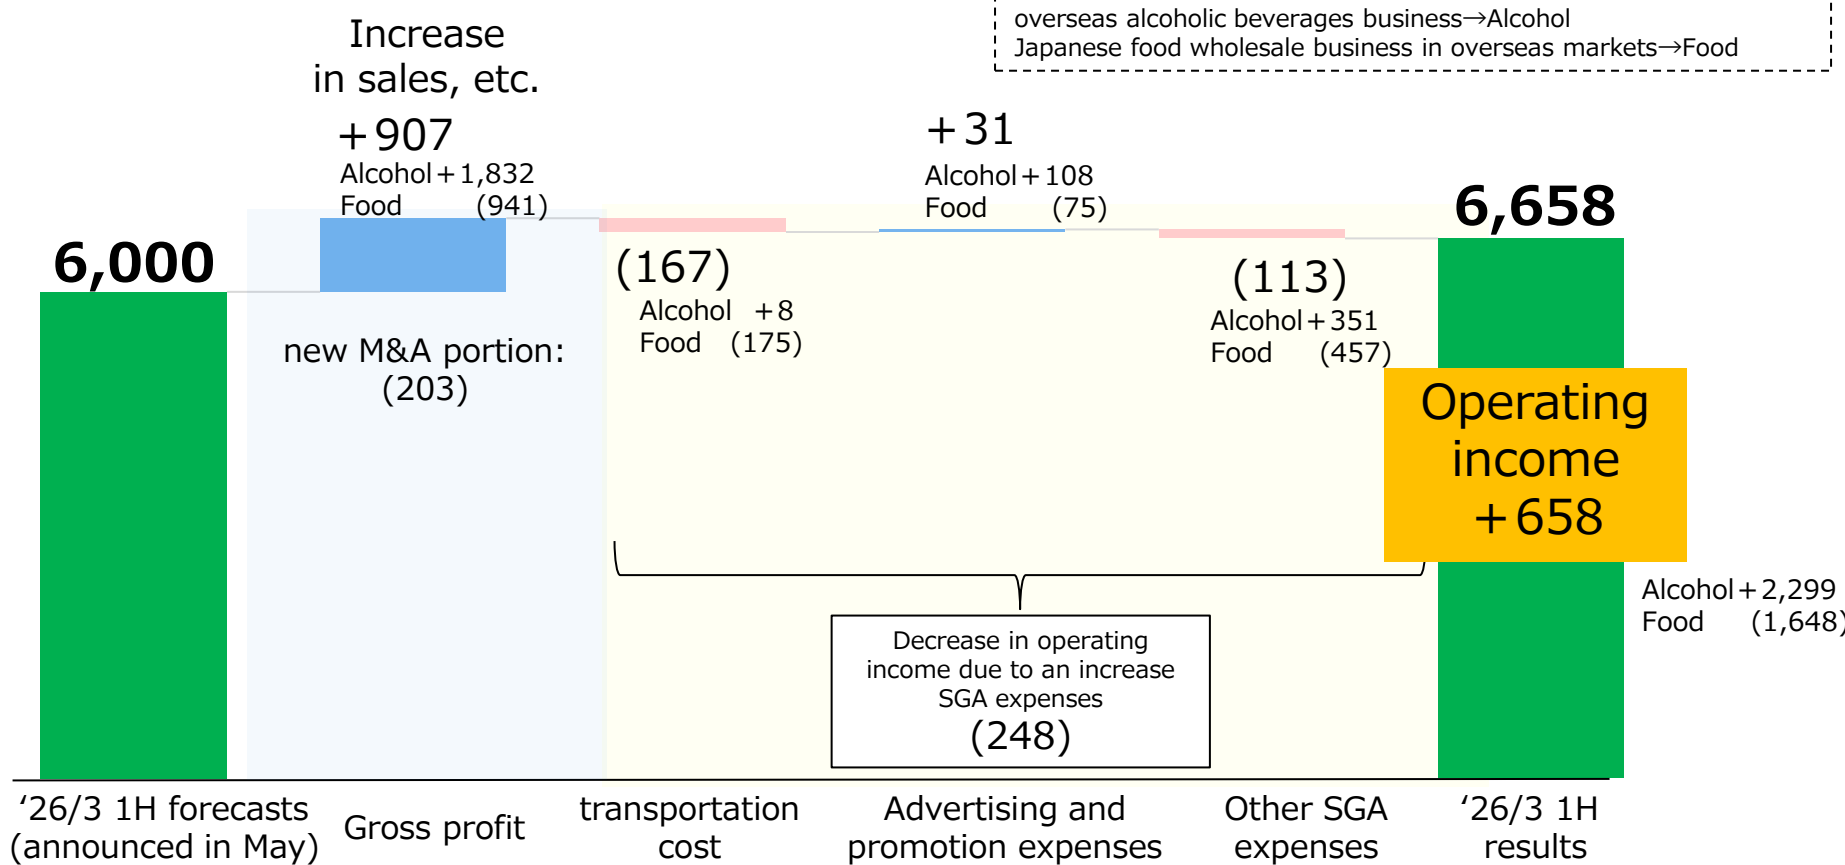 overseas alcoholic beverages business→Alcohol
Japanese food wholesale business in overseas markets→Food
Increase
in sales, etc.
+907
Alcohol+1,832
Food (941)
+31
Alcohol+108
Food (75)
6,658
6,000
(167)
Alcohol +8
Food (175)
(113)
Alcohol+351
Food (457)
new M&A portion:
(203)
Operating
income
+658
Alcohol+2,299
Food (1,648)
Decrease in operating
income due to an increase
SGA expenses
(248)
‘26/3 1H forecasts
(announced in May)
Gross profit
transportation
cost
Advertising and
promotion expenses
Other SGA
expenses
‘26/3 1H
results